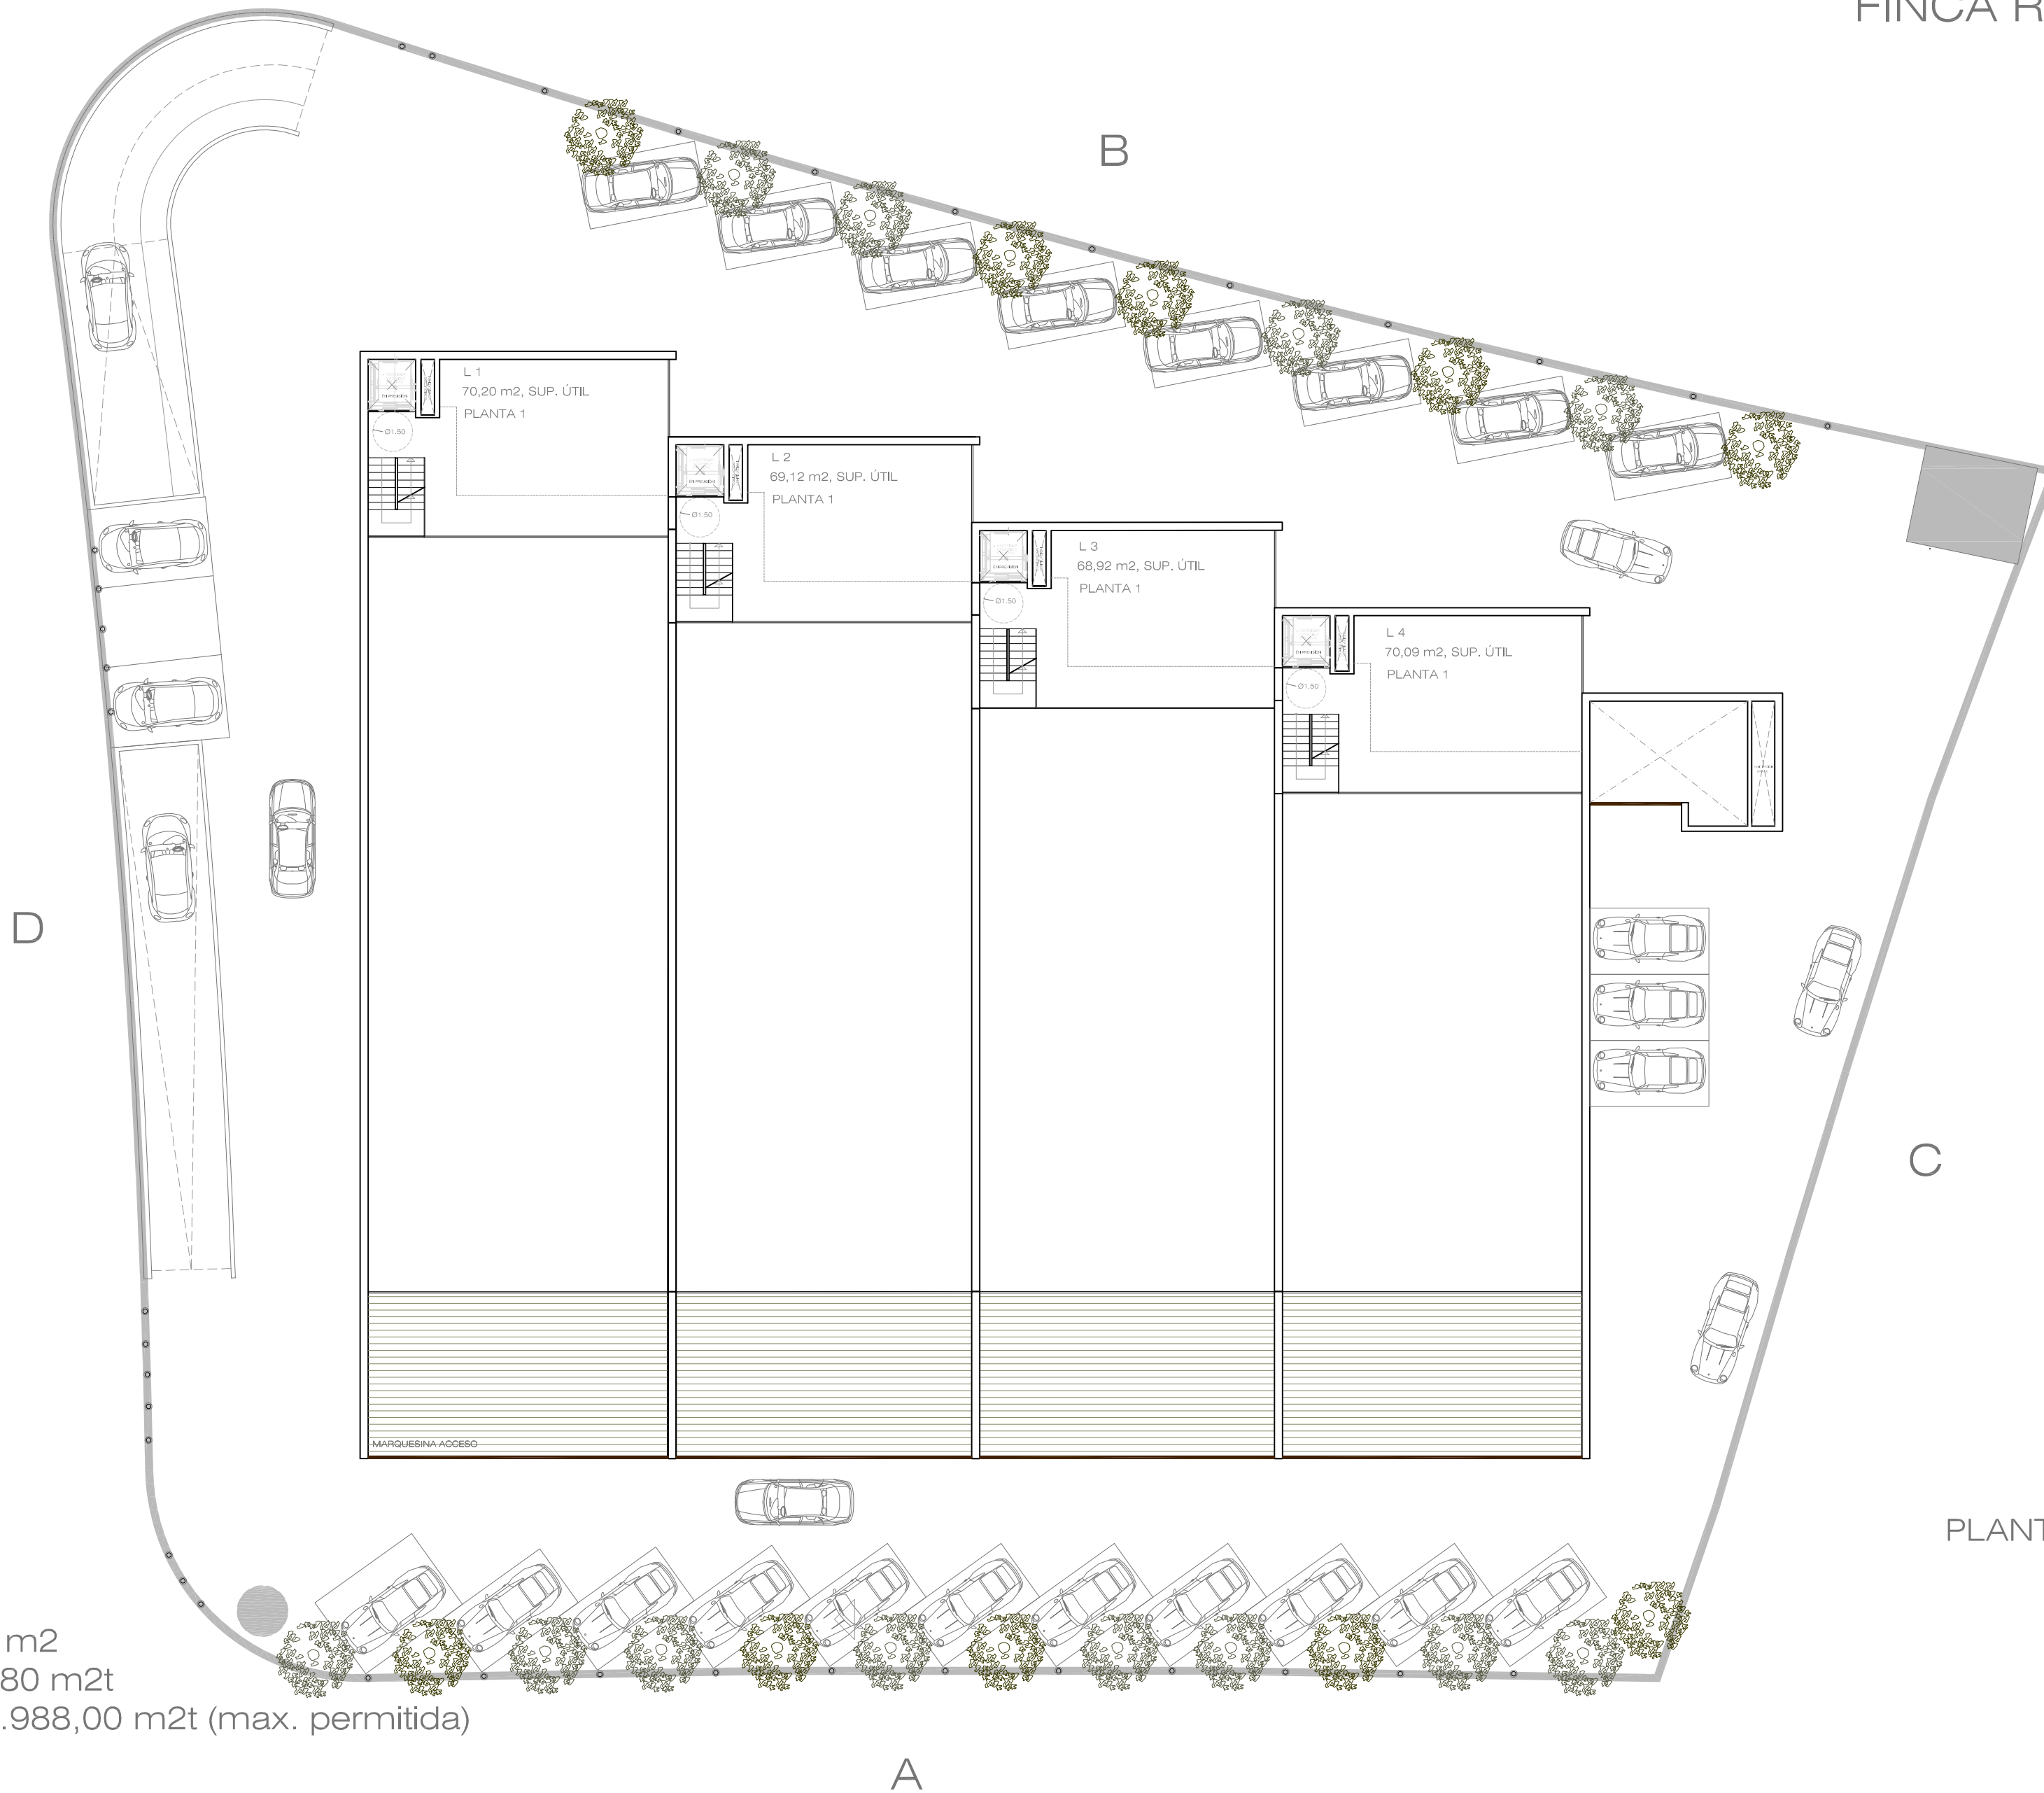 FINCA R
B
L 1
70,20 m2, SUP. ÚTIL
PLANTA 1
Ø1.50
L 2
69,12 m2, SUP. ÚTIL
PLANTA 1
Ø1.50
L 3
68,92 m2, SUP. ÚTIL
PLANTA 1
Ø1.50
L 4
70,09 m2, SUP. ÚTIL
PLANTA 1
Ø1.50
D
C
MARQUESINA ACCESO
PLANT
m2
80 m2t
.988,00 m2t (max. permitida)
A